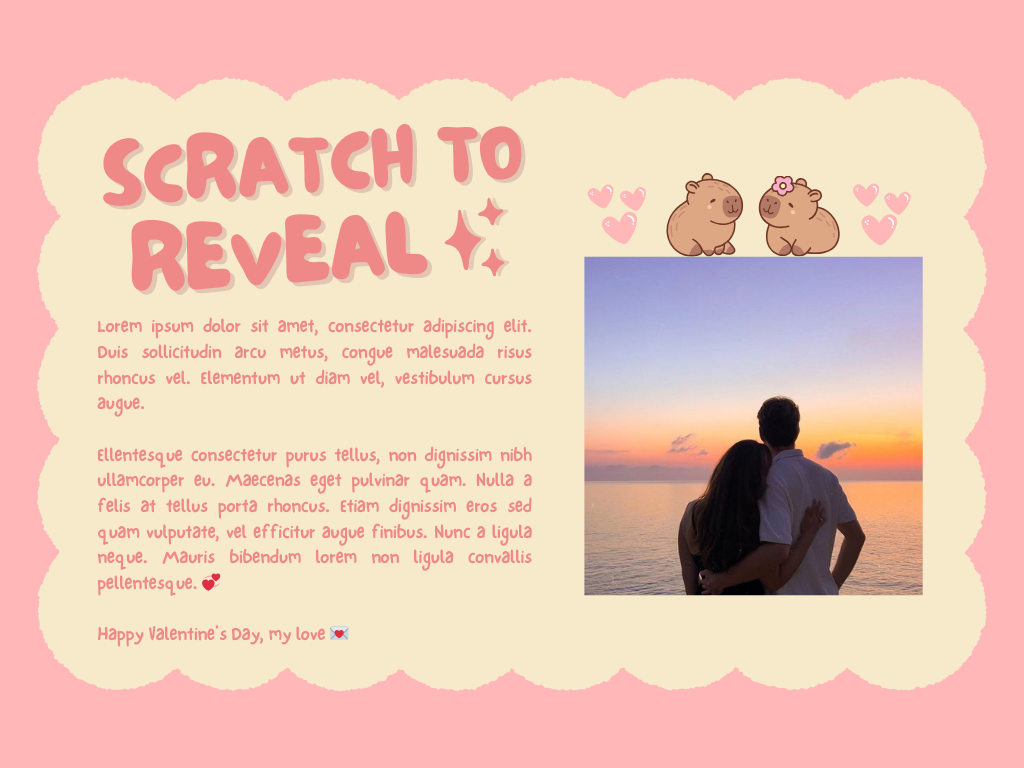 SCRATCH TO
REVEAL
Lorem ipsum dolor sit amet, consectetur adipiscing elit.
Duis sollicitudin arcu metus, congue malesuada risus
rhoncus vel. Elementum ut diam vel, vestibulum cursus
augue.
Ellentesque consectetur purus tellus, non dignissim nibh
ullamcorper eu. Maecenas eget pulvinar quam. Nulla a
felis at tellus porta rhoncus. Etiam dignissim eros sed
quam vulputate, vel efficitur augue finibus. Nunc a ligula
neque. Mauris bibendum lorem non ligula convallis
pellentesque. 💞
Happy Valentine's Day, my love 💌